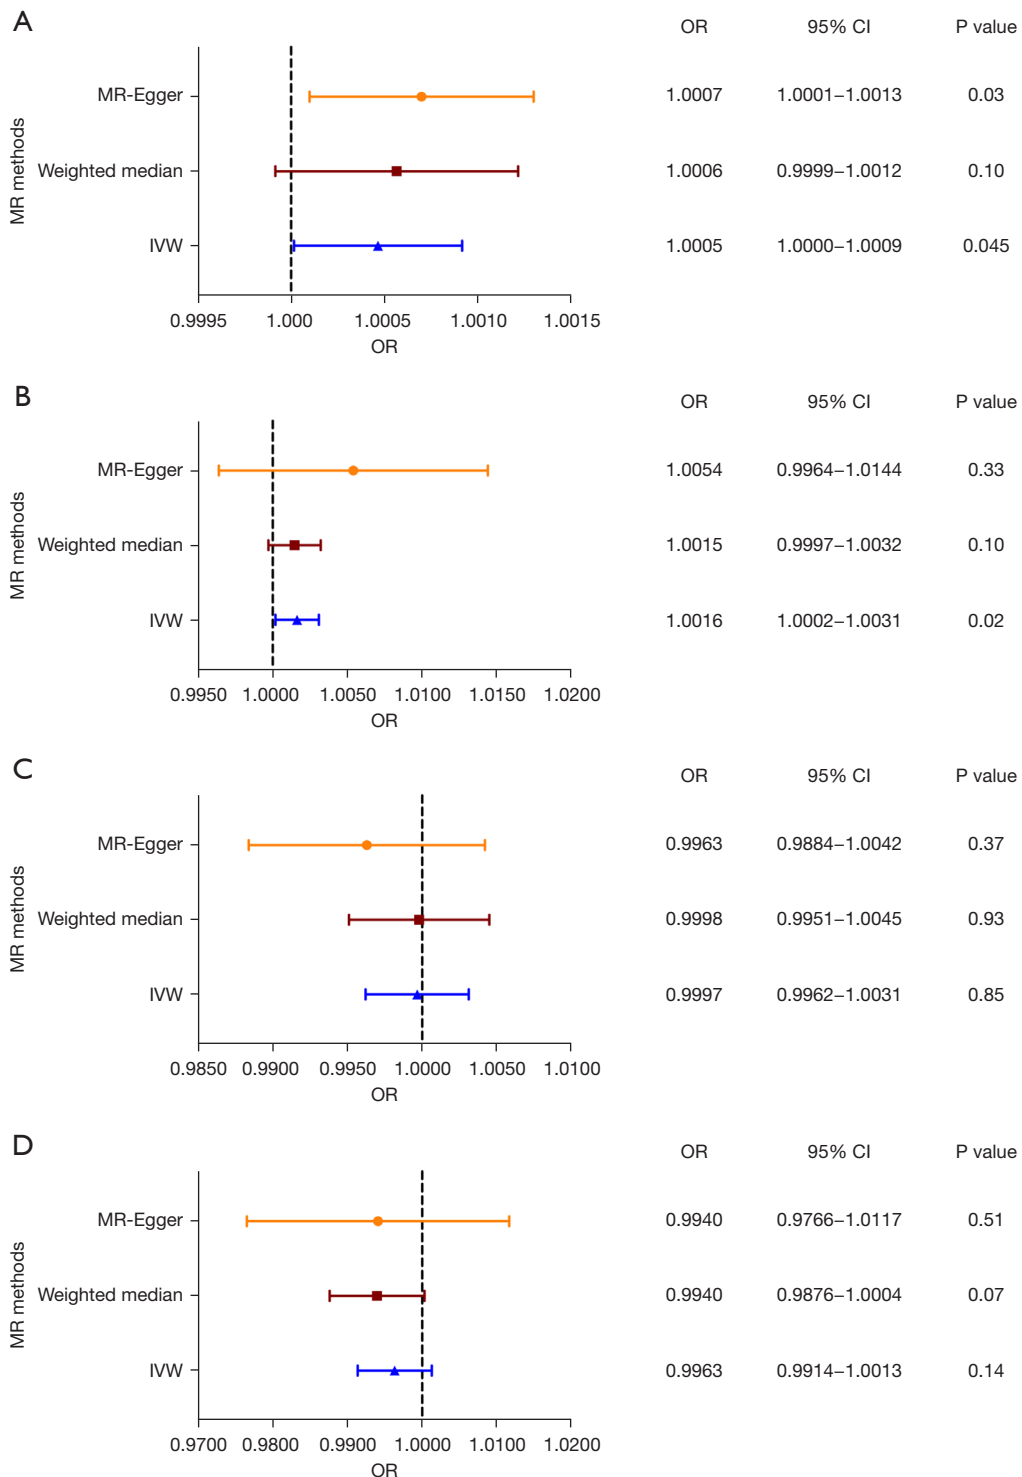 A
OR 95% CI P value
MR-Egger 1.0007 1.0001–1.0013 0.03
Weighted median 1.0006 0.9999–1.0012 0.10
IVW 1.0005 1.0000–1.0009 0.045
MR methods
0.9995 1.000 1.0005 1.0010 1.0015
OR
B
OR 95% CI P value
MR-Egger 1.0054 0.9964–1.0144 0.33
Weighted median 1.0015 0.9997–1.0032 0.10
IVW 1.0016 1.0002–1.0031 0.02
MR methods
0.9950 1.0000 1.0050 1.0100 1.0150 1.0200
OR
C
OR 95% CI P value
MR-Egger 0.9963 0.9884–1.0042 0.37
Weighted median 0.9998 0.9951–1.0045 0.93
IVW 0.9997 0.9962–1.0031 0.85
MR methods
0.9850 0.9900 0.9950 1.0000 1.0050 1.0100
OR
D
OR 95% CI P value
MR-Egger 0.9940 0.9766–1.0117 0.51
Weighted median 0.9940 0.9876–1.0004 0.07
IVW 0.9963 0.9914–1.0013 0.14
MR methods
0.9700 0.9800 0.9900 1.0000 1.0100 1.0200
OR